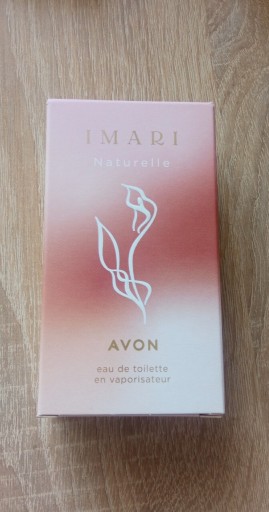 IMARI
Naturelle
AVON
eau de toilette
en vaporisateur